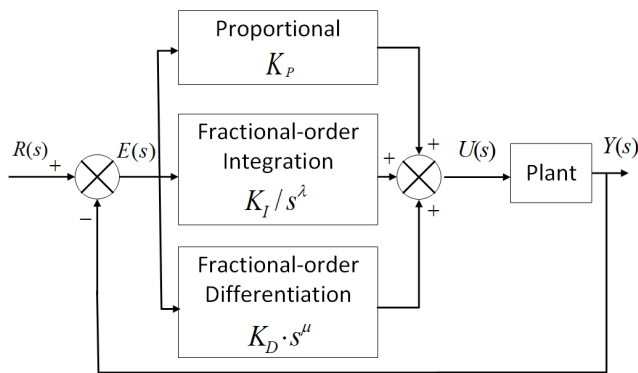 Proportional
K_P
R(s)
+
−
E(s)
Fractional-order
Integration
K_I / s^λ
+
+
+
U(s)
Plant
Y(s)
Fractional-order
Differentiation
K_D · s^μ